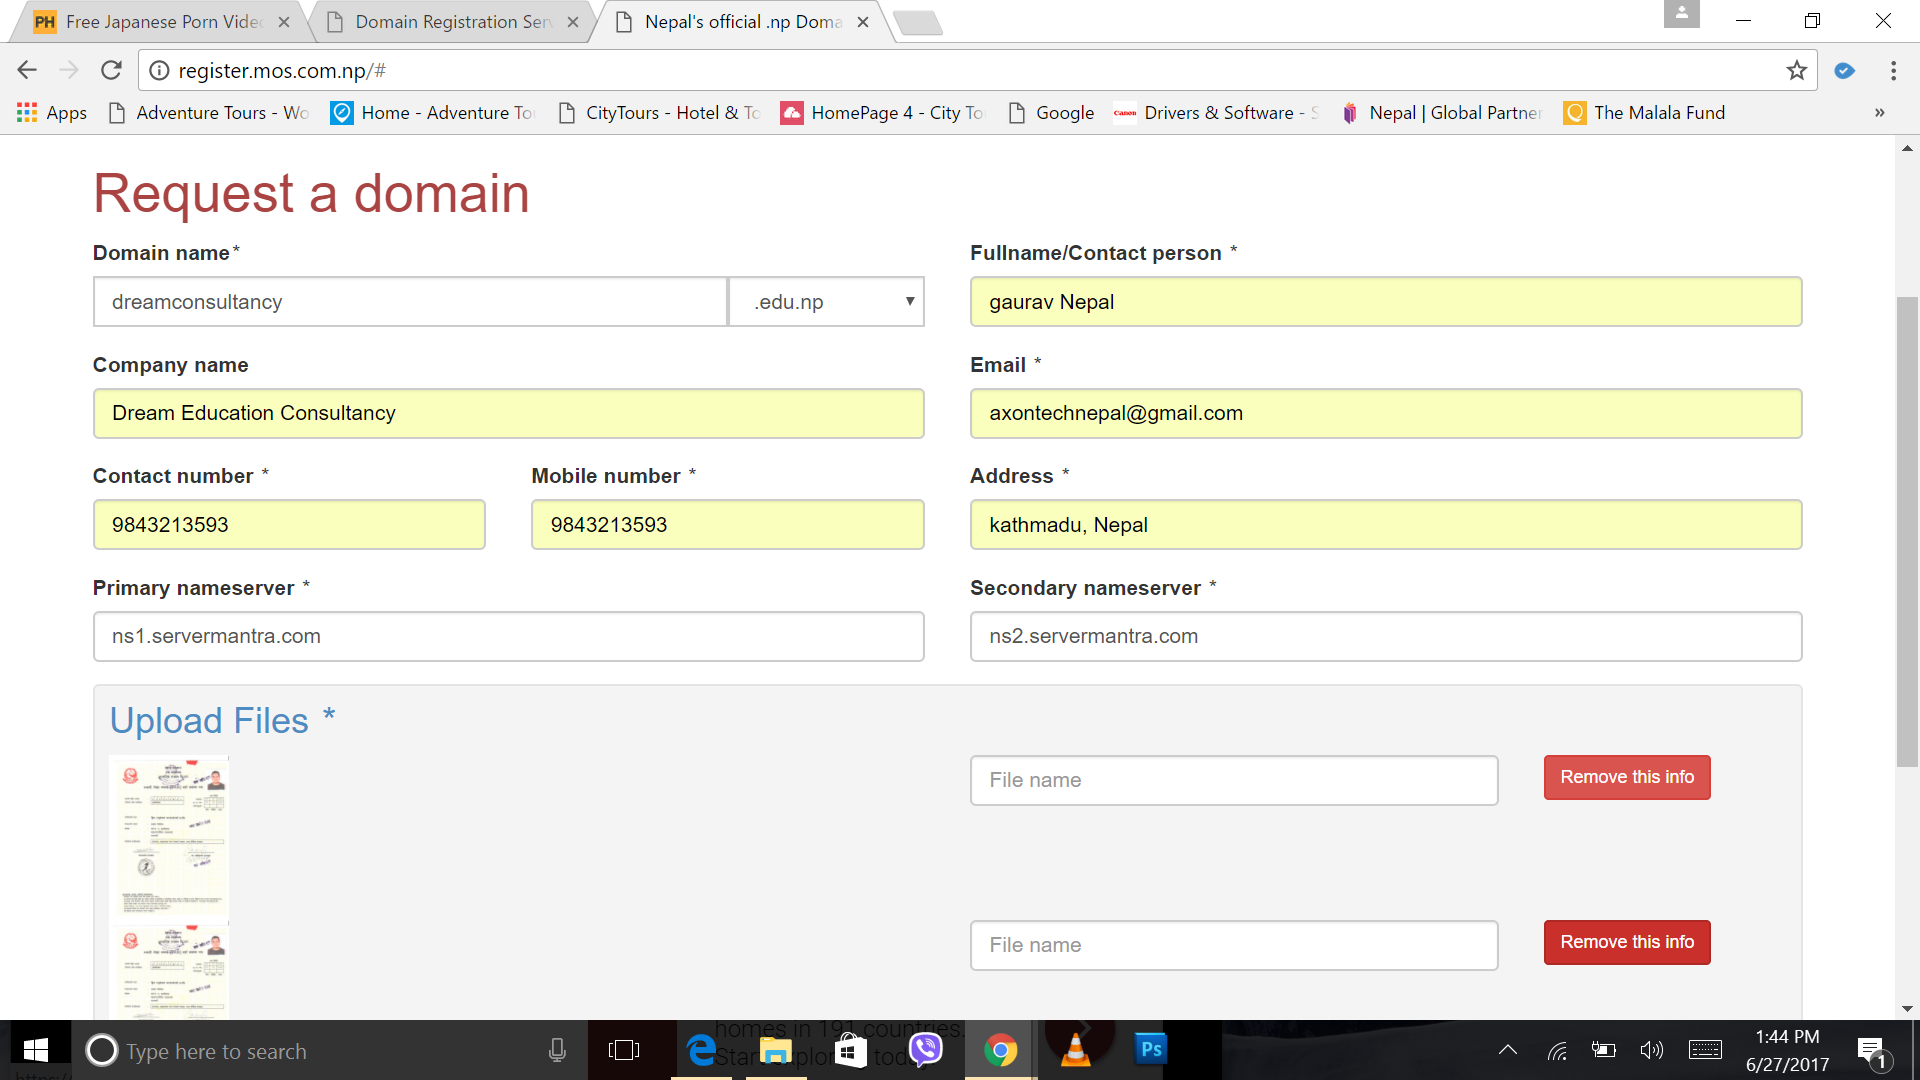 PH Free Japanese Porn Vide
Domain Registration Ser
Nepal's official .np Doma
register.mos.com.np/#
Apps
Adventure Tours - Wo
Home - Adventure To
CityTours - Hotel & To
HomePage 4 - City To
Google
Canon Drivers & Software - S
Nepal | Global Partner
The Malala Fund
»
Request a domain
Domain name*
Fullname/Contact person *
dreamconsultancy
.edu.np
gaurav Nepal
Company name
Email *
Dream Education Consultancy
axontechnepal@gmail.com
Contact number *
Mobile number *
Address *
9843213593
9843213593
kathmadu, Nepal
Primary nameserver *
Secondary nameserver *
ns1.servermantra.com
ns2.servermantra.com
Upload Files *
File name
Remove this info
File name
Remove this info
homes in 191 countries.
Type here to search
Ps
1:44 PM
6/27/2017
1